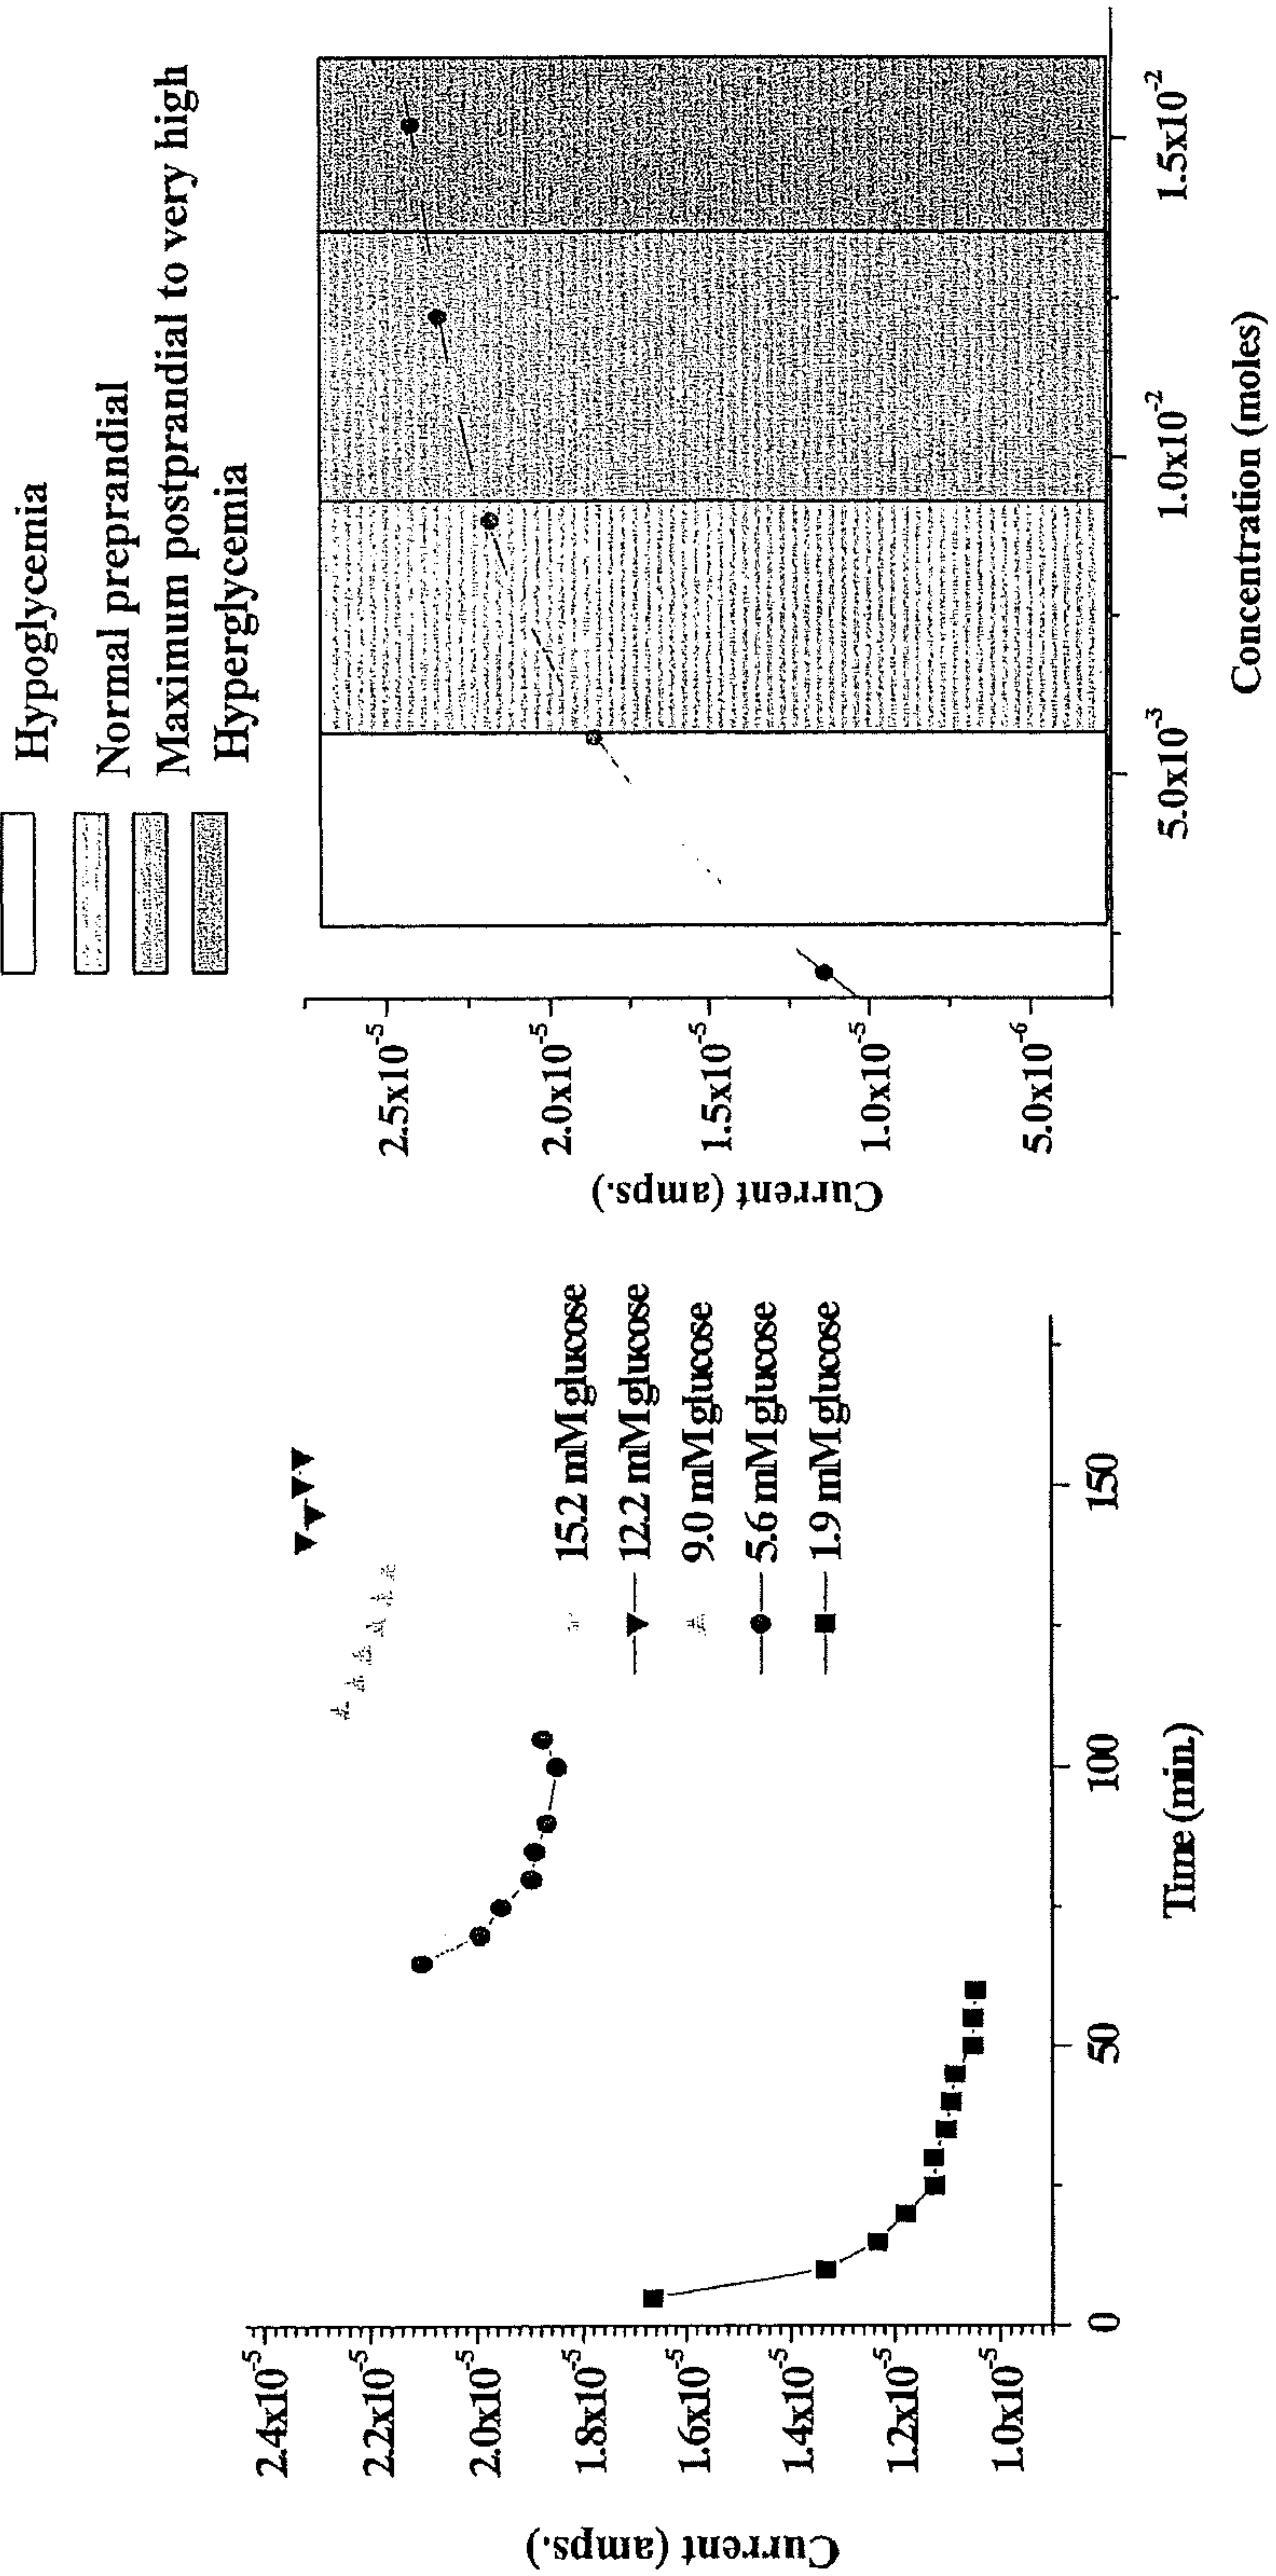 Current (amps.)
2.4x10-5
2.2x10-5
2.0x10-5
1.8x10-5
1.6x10-5
1.4x10-5
1.2x10-5
1.0x10-5
15.2 mM glucose
12.2 mM glucose
9.0 mM glucose
5.6 mM glucose
1.9 mM glucose
0
50
100
150
Time (min.)
Hypoglycemia
Normal preprandial
Maximum postprandial to very high
Hyperglycemia
Current (amps.)
2.5x10-5
2.0x10-5
1.5x10-5
1.0x10-5
5.0x10-6
5.0x10-3
1.0x10-2
1.5x10-2
Concentration (moles)